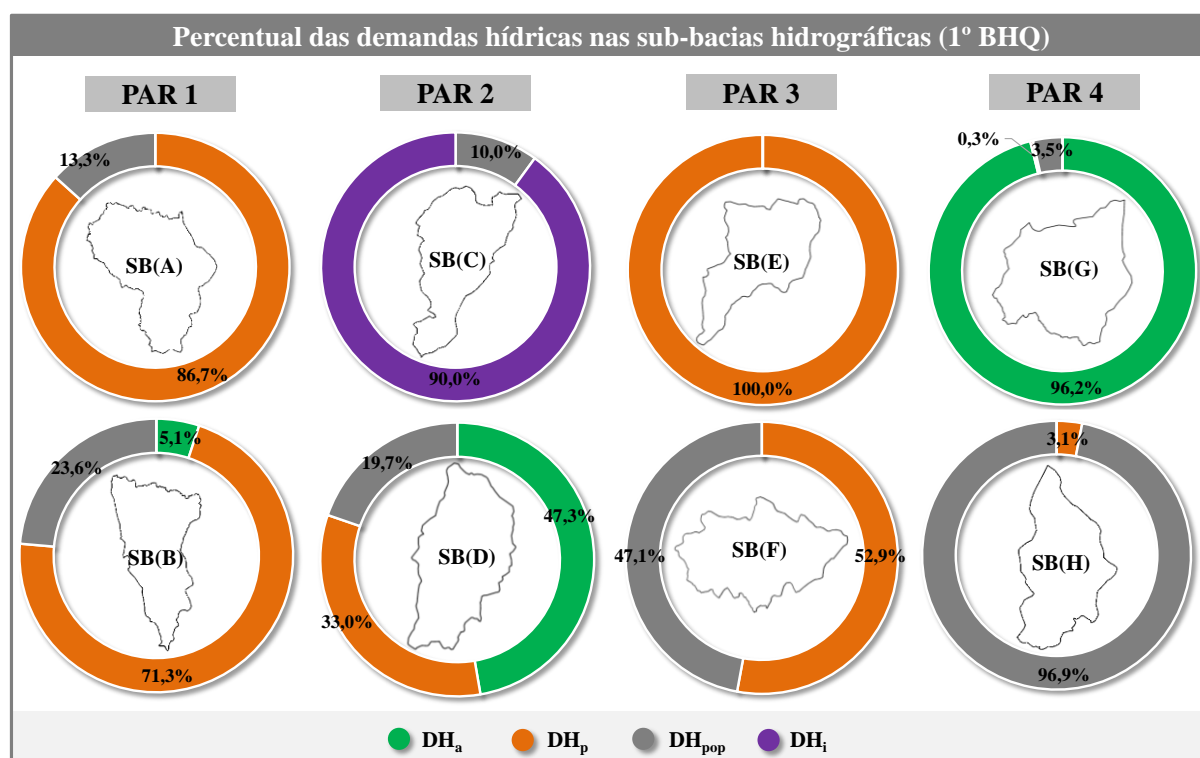 Percentual das demandas hídricas nas sub-bacias hidrográficas (1º BHQ)
PAR 1
PAR 2
PAR 3
PAR 4
13,3%
SB(A)
86,7%
10,0%
SB(C)
90,0%
SB(E)
100,0%
0,3%
3,5%
SB(G)
96,2%
5,1%
23,6%
SB(B)
71,3%
19,7%
47,3%
SB(D)
33,0%
47,1%
SB(F)
52,9%
3,1%
SB(H)
96,9%
DHa
DHp
DHpop
DHi